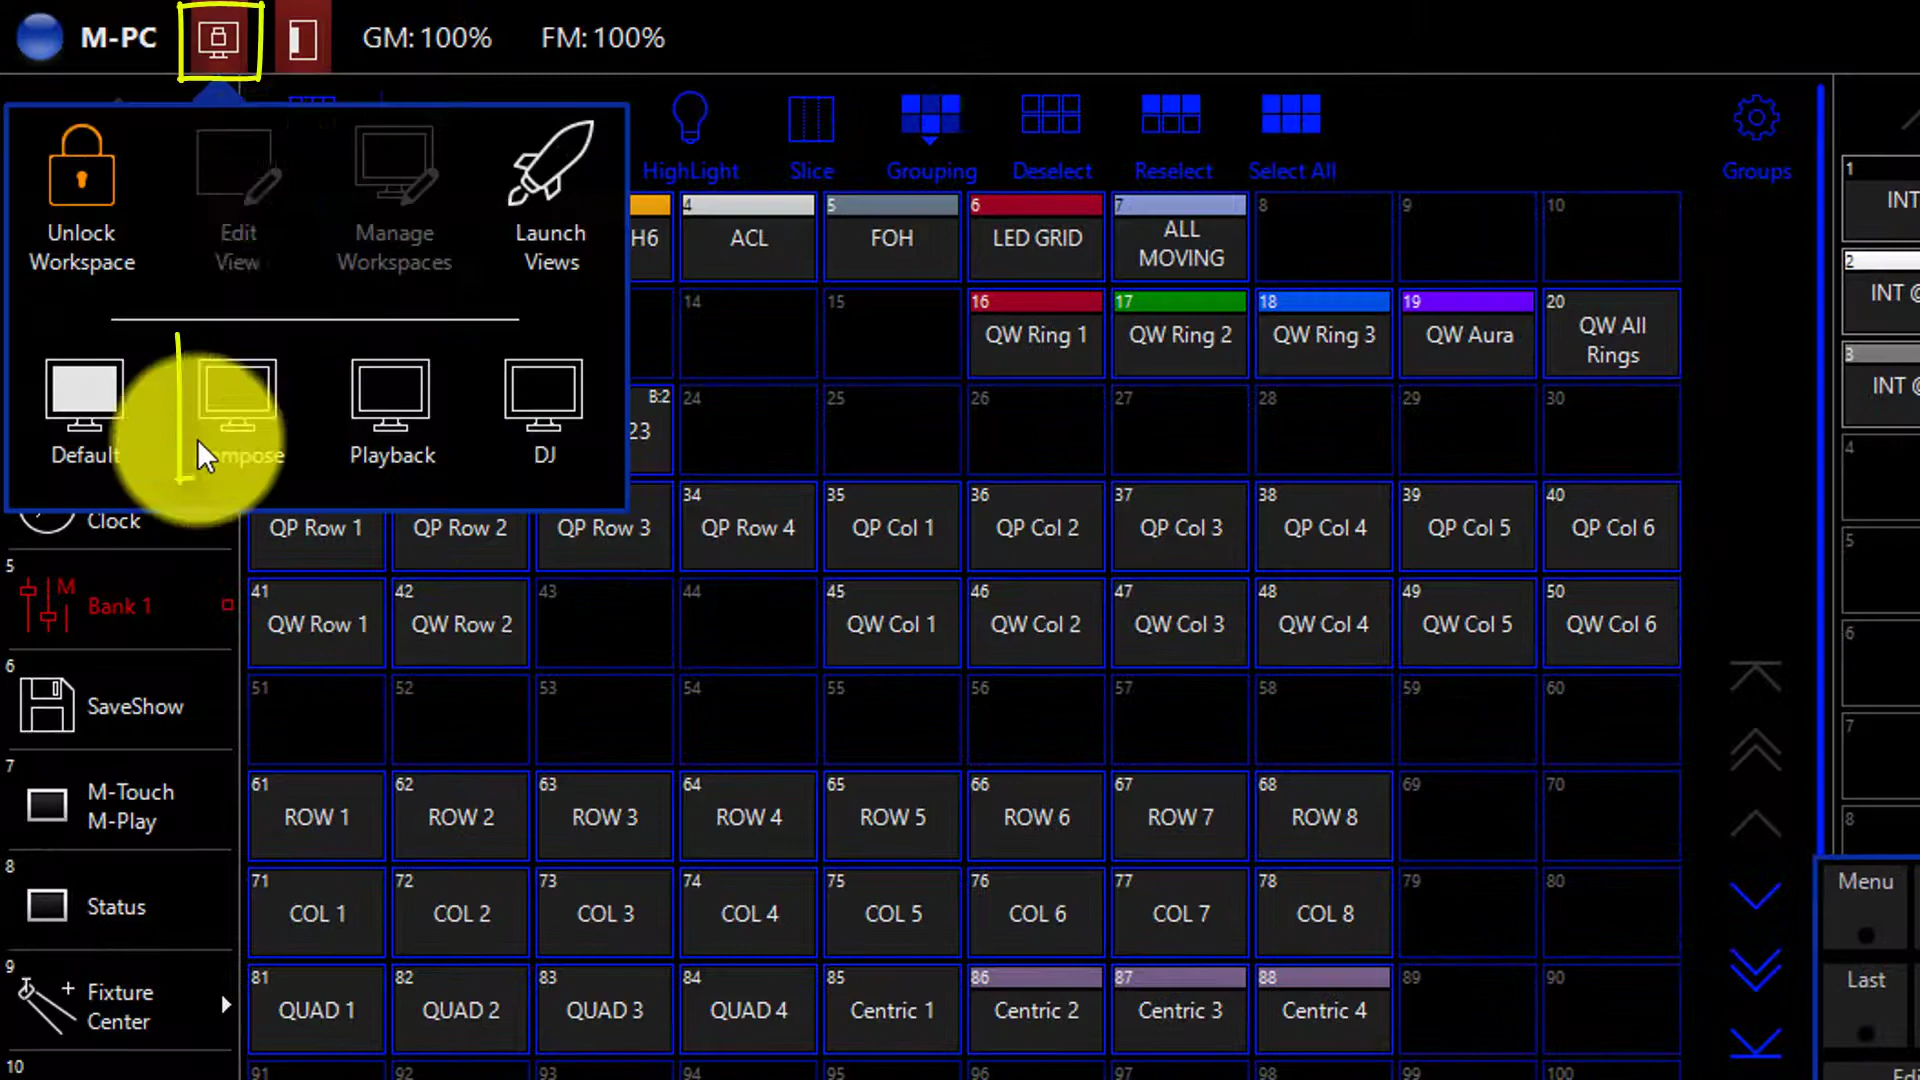 M-PC GM: 100% FM: 100%
Unlock Workspace
Edit View
Manage Workspaces
Launch Views
Default
Playback
DJ
HighLight
Slice
Grouping
Deselect
Reselect
Select All
Groups
H6
4 ACL
5 FOH
6 LED GRID
7 ALL MOVING
8
9
10
14
15
16 QW Ring 1
17 QW Ring 2
18 QW Ring 3
19 QW Aura
20 QW All Rings
B:2
23
24
25
26
27
28
29
30
QP Row 1
QP Row 2
QP Row 3
34 QP Row 4
35 QP Col 1
36 QP Col 2
37 QP Col 3
38 QP Col 4
39 QP Col 5
40 QP Col 6
41 QW Row 1
42 QW Row 2
43
44
45 QW Col 1
46 QW Col 2
47 QW Col 3
48 QW Col 4
49 QW Col 5
50 QW Col 6
51
52
53
54
55
56
57
58
59
60
61 ROW 1
62 ROW 2
63 ROW 3
64 ROW 4
65 ROW 5
66 ROW 6
67 ROW 7
68 ROW 8
69
70
71 COL 1
72 COL 2
73 COL 3
74 COL 4
75 COL 5
76 COL 6
77 COL 7
78 COL 8
79
80
81 QUAD 1
82 QUAD 2
83 QUAD 3
84 QUAD 4
85 Centric 1
86 Centric 2
87 Centric 3
88 Centric 4
89
90
91
92
93
94
95
96
97
98
99
100
Clock
5 M Bank 1
6 SaveShow
7 M-Touch M-Play
8 Status
9 Fixture Center
10
1 INT
2 INT @
3 INT @
4
5
6
7
8
Menu
Last